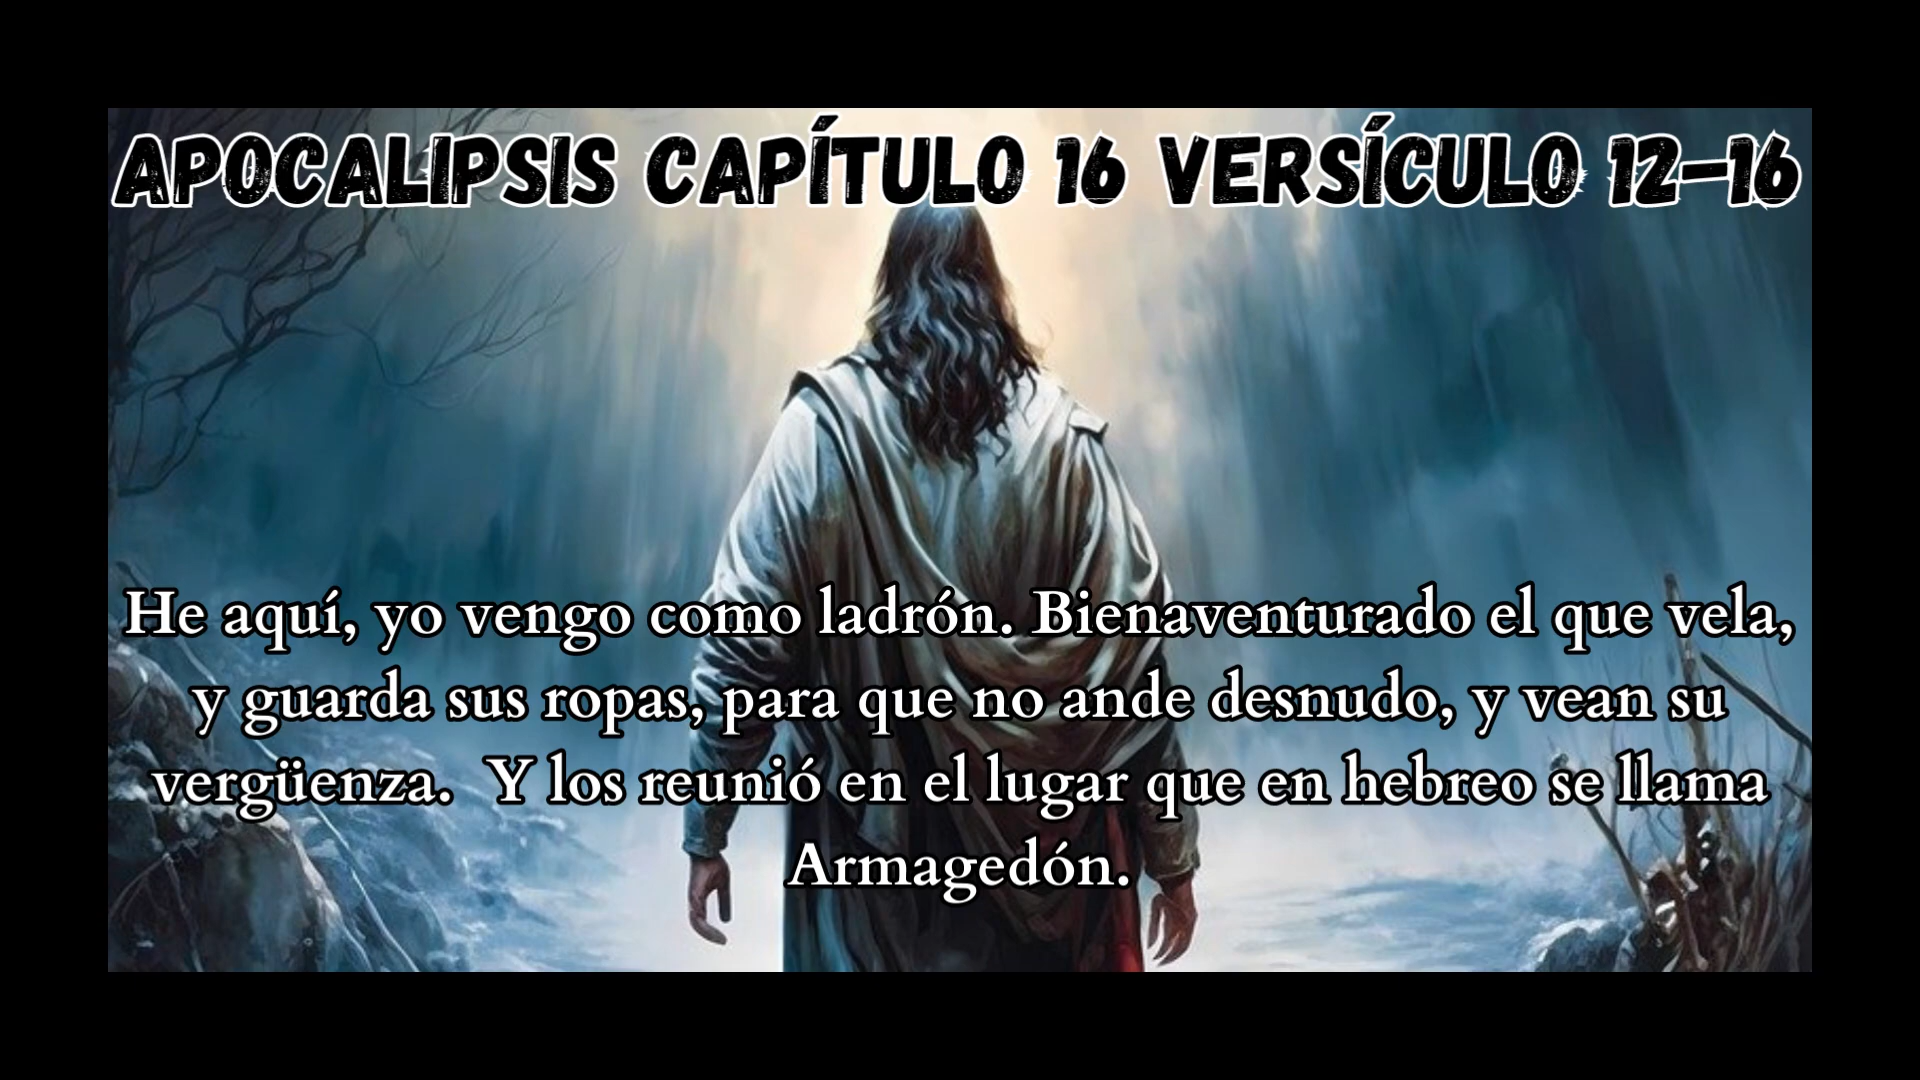 APOCALIPSIS CAPÍTULO 16 VERSÍCULO 12-16
He aquí, yo vengo como ladrón. Bienaventurado el que vela,
y guarda sus ropas, para que no ande desnudo, y vean su
vergüenza. Y los reunió en el lugar que en hebreo se llama
Armagedón.